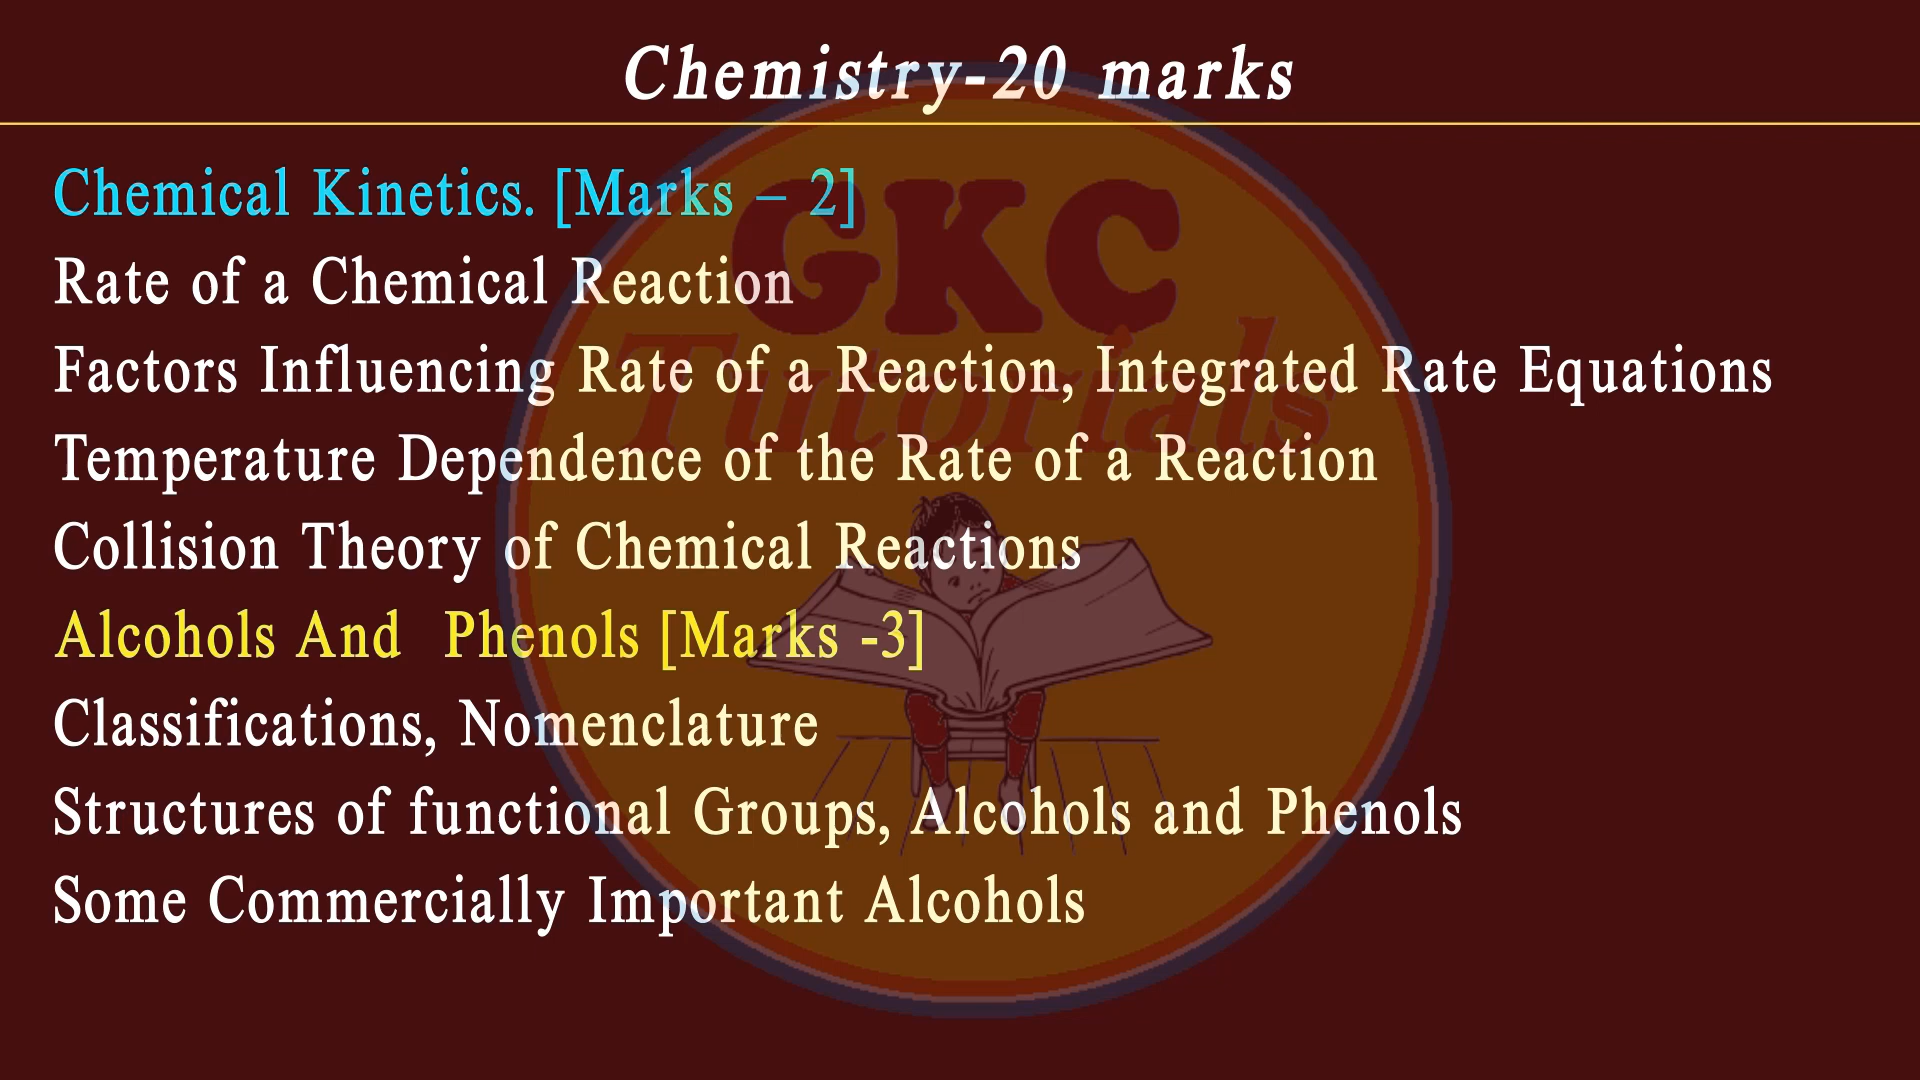 Chemistry-20 marks
Chemical Kinetics. [Marks – 2]
Rate of a Chemical Reaction
Factors Influencing Rate of a Reaction, Integrated Rate Equations
Temperature Dependence of the Rate of a Reaction
Collision Theory of Chemical Reactions
Alcohols And Phenols [Marks -3]
Classifications, Nomenclature
Structures of functional Groups, Alcohols and Phenols
Some Commercially Important Alcohols
GKC
Tutorials